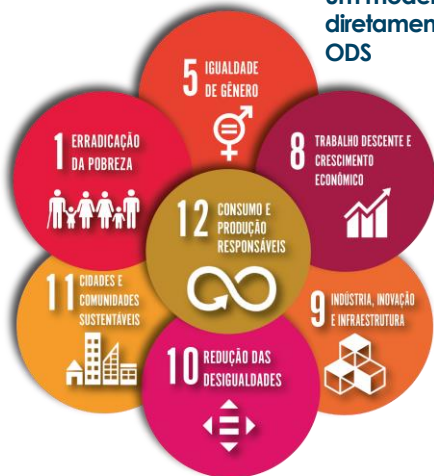 diretamen
ODS
5 IGUALDADE
DE GÊNERO
1 ERRADICAÇÃO
DA POBREZA
8 TRABALHO DESCENTE E
CRESCIMENTO
ECONÔMICO
12 CONSUMO E
PRODUÇÃO
RESPONSÁVEIS
11 CIDADES E
COMUNIDADES
SUSTENTÁVEIS
9 INDÚSTRIA, INOVAÇÃO
E INFRAESTRUTURA
10 REDUÇÃO DAS
DESIGUALDADES